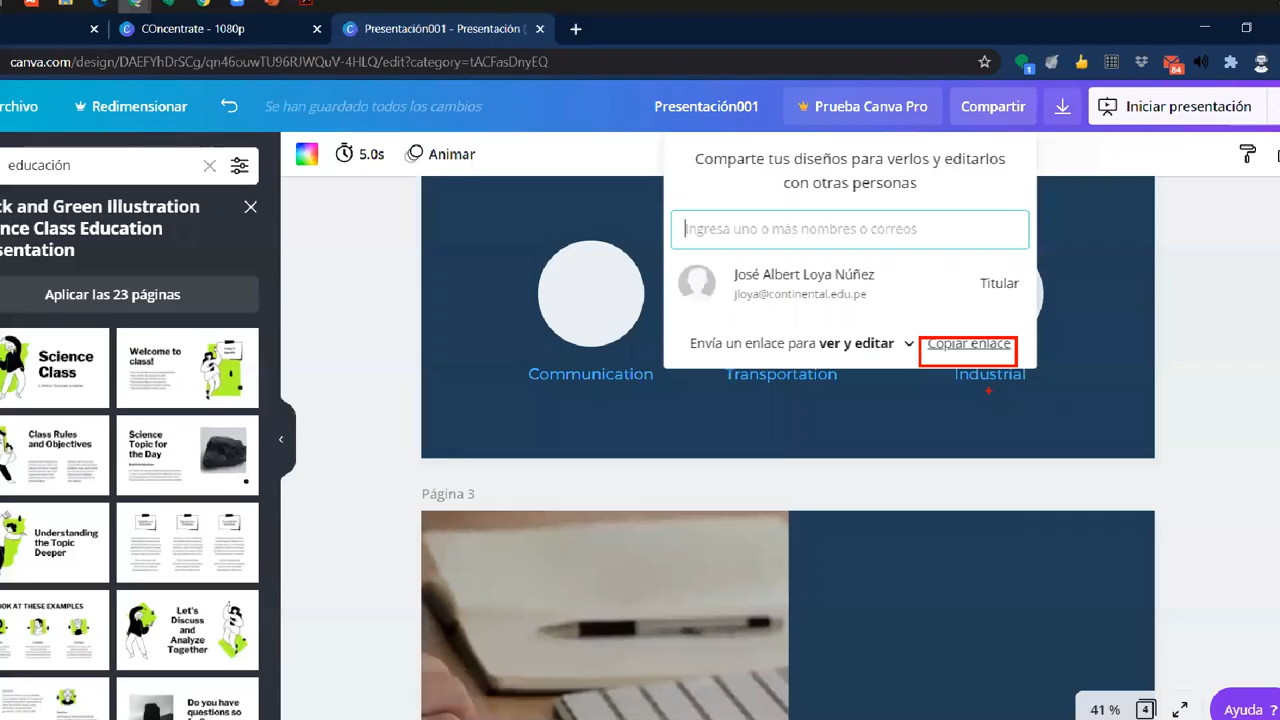 COncentrate - 1080p
Presentación001 - Presentación (
canva.com/design/DAEFYhDrSCg/qn46ouwTU96RJWQuV-4HLQ/edit?category=tACFasDnyEQ
1
84
rchivo
Redimensionar
Se han guardado todos los cambios
Presentación001
Prueba Canva Pro
Compartir
Iniciar presentación
educación
5.0s
Animar
Comparte tus diseños para verlos y editarlos
con otras personas
Ingresa uno o más nombres o correos
José Albert Loya Núñez
jloya@continental.edu.pe
Titular
Envía un enlace para ver y editar
Copiar enlace
ck and Green Illustration
ence Class Education
esentation
Aplicar las 23 páginas
Science
Class
Welcome to
class!
Class Rules
and Objectives
Science
Topic for
the Day
Understanding
the Topic
Deeper
OOK AT THESE EXAMPLES
Let's
Discuss
and
Analyze
Together
Do you have
questions so
Communication
Transportation
Industrial
Página 3
41 %
4
Ayuda ?